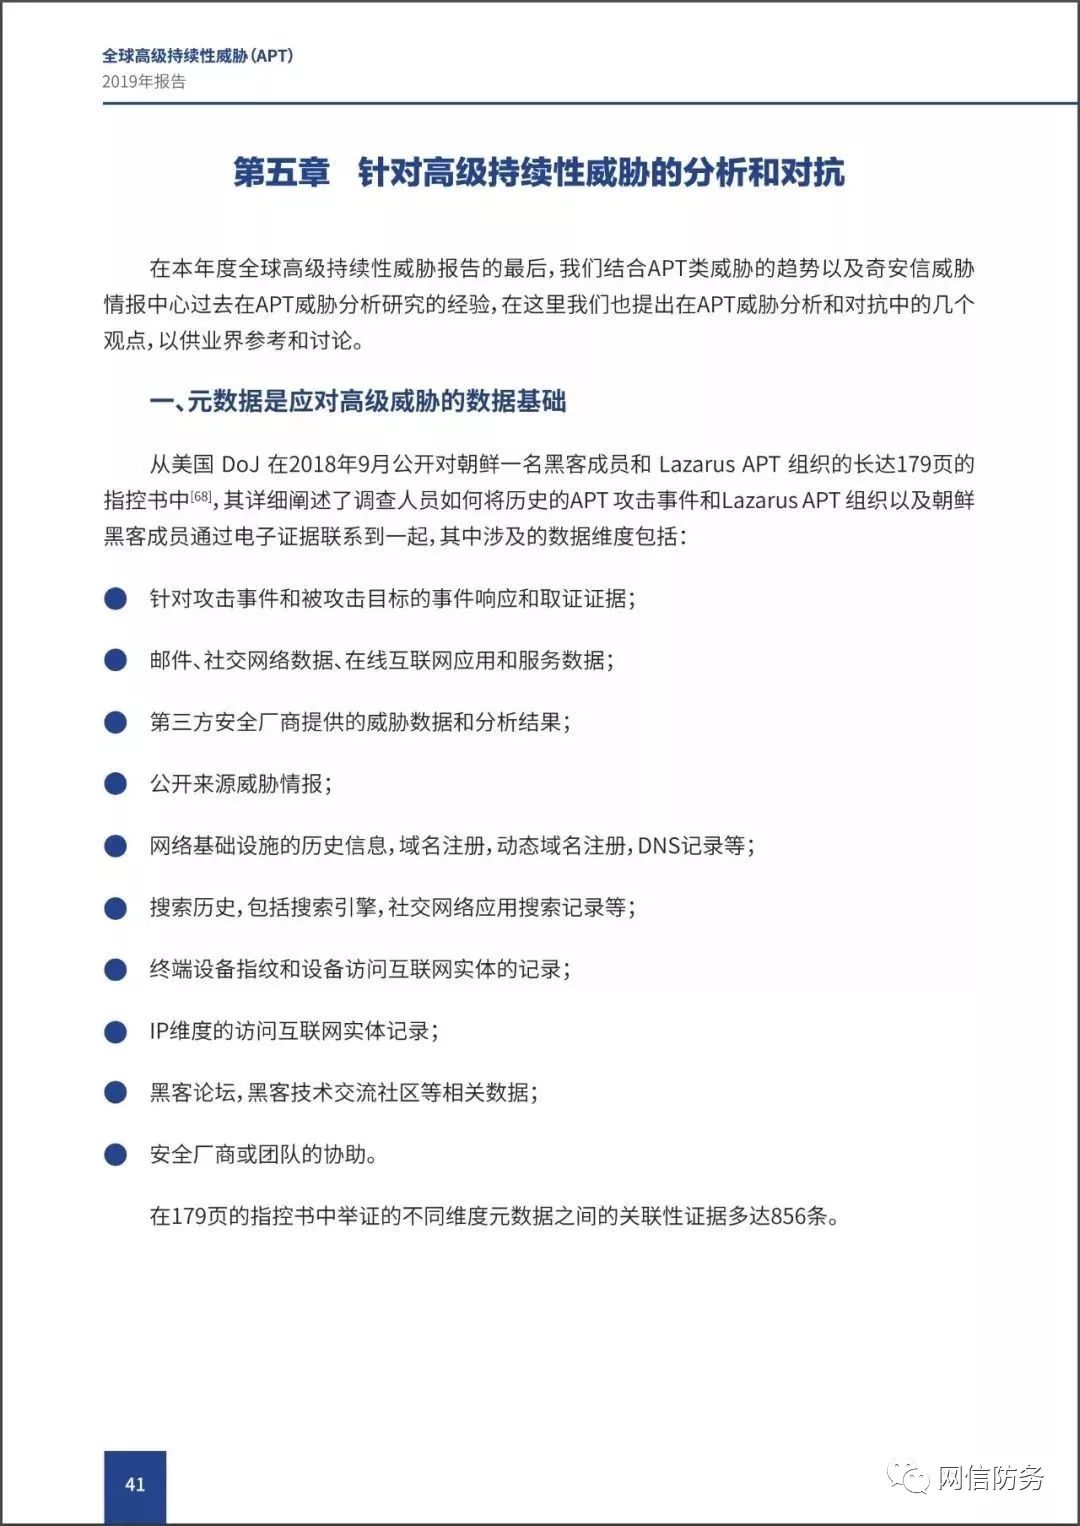 全球高级持续性威胁(APT)
2019年报告
第五章 针对高级持续性威胁的分析和对抗
在本年度全球高级持续性威胁报告的最后,我们结合APT类威胁的趋势以及奇安信威胁
情报中心过去在APT威胁分析研究的经验,在这里我们也提出在APT威胁分析和对抗中的几个
观点,以供业界参考和讨论。
一、元数据是应对高级威胁的数据基础
从美国 DoJ 在2018年9月公开对朝鲜一名黑客成员和 Lazarus APT 组织的长达179页的
指控书中[68],其详细阐述了调查人员如何将历史的APT 攻击事件和Lazarus APT 组织以及朝鲜
黑客成员通过电子证据联系到一起,其中涉及的数据维度包括:
● 针对攻击事件和被攻击目标的事件响应和取证证据;
● 邮件、社交网络数据、在线互联网应用和服务数据;
● 第三方安全厂商提供的威胁数据和分析结果;
● 公开来源威胁情报;
● 网络基础设施的历史信息,域名注册,动态域名注册,DNS记录等;
● 搜索历史,包括搜索引擎,社交网络应用搜索记录等;
● 终端设备指纹和设备访问互联网实体的记录;
● IP维度的访问互联网实体记录;
● 黑客论坛,黑客技术交流社区等相关数据;
● 安全厂商或团队的协助。
在179页的指控书中举证的不同维度元数据之间的关联性证据多达856条。
41
网信防务